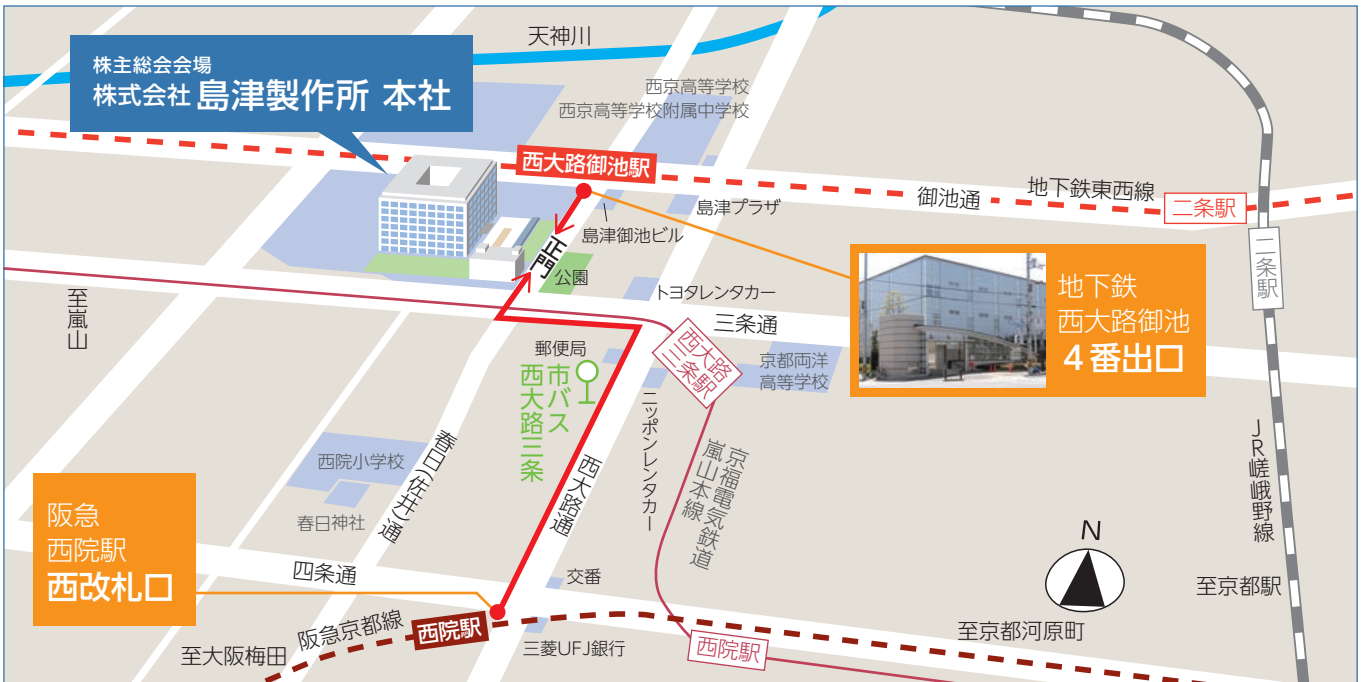 天神川
株主総会会場
株式会社 島津製作所 本社
西京高等学校
西京高等学校附属中学校
西大路御池駅
御池通
地下鉄東西線
二条駅
二条駅
島津プラザ
島津御池ビル
正門
公園
トヨタレンタカー
三条通
至嵐山
地下鉄
西大路御池
4番出口
郵便局
市バス
西大路三条
西大路
三条駅
京都両洋
高等学校
ニッポンレンタカー
京福電気鉄道
嵐山本線
JR嵯峨野線
春日(佐井)通
西大路通
西院小学校
春日神社
阪急
西院駅
西改札口
四条通
交番
N
至京都駅
阪急京都線
西院駅
至大阪梅田
三菱UFJ銀行
西院駅
至京都河原町